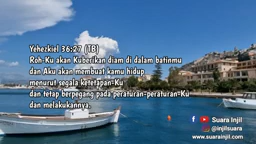 Yehezkiel 36:27 (TB)
Roh-Ku akan Kuberikan diam di dalam batinmu
dan Aku akan membuat kamu hidup
menurut segala ketetapan-Ku
dan tetap berpegang pada peraturan-peraturan-Ku
dan melakukannya.
Suara Injil
@injilsuara
www.suarainjil.com